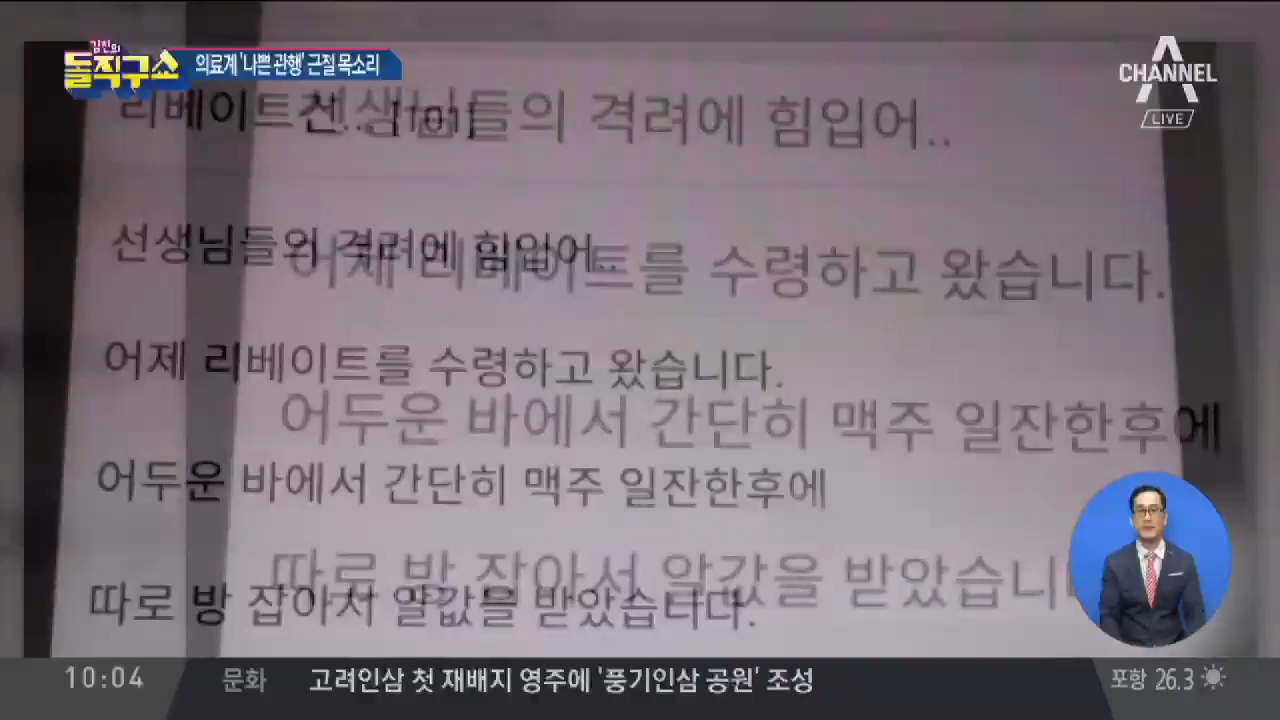 김진의
돌직구쇼
의료계 '나쁜 관행' 근절 목소리
CHANNEL A
LIVE
리베이트건... [101]
선생님들의 격려에 힘입어..
선생님들의 격려에 힘입어..
어제 리베이트를 수령하고 왔습니다.
어제 리베이트를 수령하고 왔습니다.
어두운 바에서 간단히 맥주 일잔한후에
어두운 바에서 간단히 맥주 일잔한후에
따로 방 잡아서 알값을 받았습니다
따로 방 잡아서 알값을 받았습니다.
10:04
문화
고려인삼 첫 재배지 영주에 '풍기인삼 공원' 조성
포항 26.3